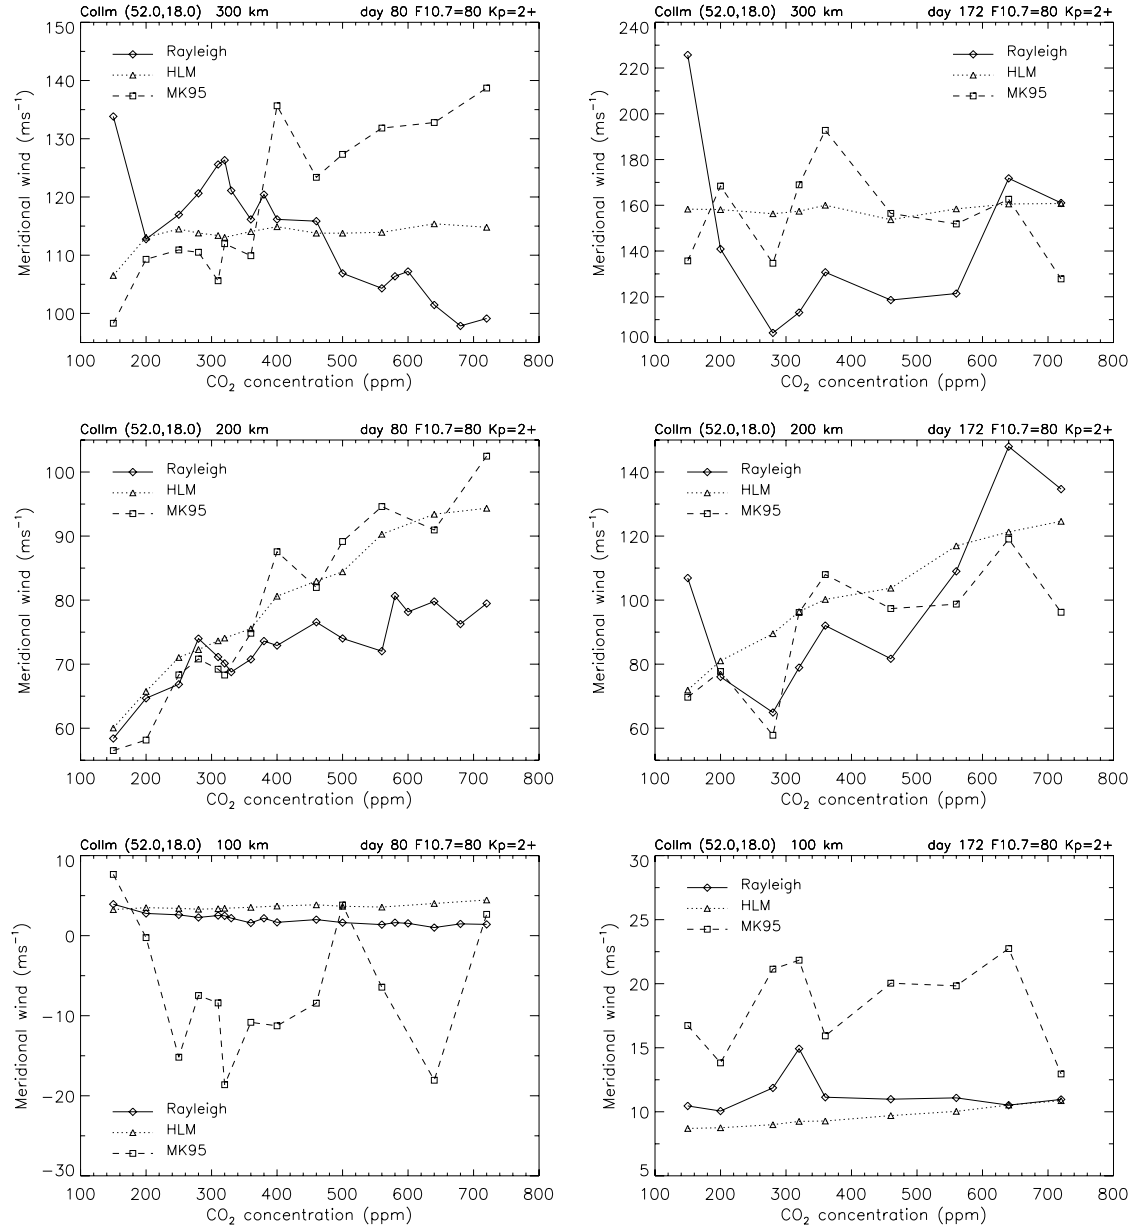 Collm (52.0,18.0) 300 km day 80 F10.7=80 Kp=2+
150
140
130
120
110
100
Meridional wind (ms⁻¹)
Rayleigh
HLM
MK95
100 200 300 400 500 600 700 800
CO₂ concentration (ppm)
Collm (52.0,18.0) 300 km day 172 F10.7=80 Kp=2+
240
220
200
180
160
140
120
100
Meridional wind (ms⁻¹)
Rayleigh
HLM
MK95
100 200 300 400 500 600 700 800
CO₂ concentration (ppm)
Collm (52.0,18.0) 200 km day 80 F10.7=80 Kp=2+
100
90
80
70
60
Meridional wind (ms⁻¹)
Rayleigh
HLM
MK95
100 200 300 400 500 600 700 800
CO₂ concentration (ppm)
Collm (52.0,18.0) 200 km day 172 F10.7=80 Kp=2+
140
120
100
80
60
Meridional wind (ms⁻¹)
Rayleigh
HLM
MK95
100 200 300 400 500 600 700 800
CO₂ concentration (ppm)
Collm (52.0,18.0) 100 km day 80 F10.7=80 Kp=2+
10
0
−10
−20
−30
Meridional wind (ms⁻¹)
Rayleigh
HLM
MK95
100 200 300 400 500 600 700 800
CO₂ concentration (ppm)
Collm (52.0,18.0) 100 km day 172 F10.7=80 Kp=2+
30
25
20
15
10
5
Meridional wind (ms⁻¹)
Rayleigh
HLM
MK95
100 200 300 400 500 600 700 800
CO₂ concentration (ppm)